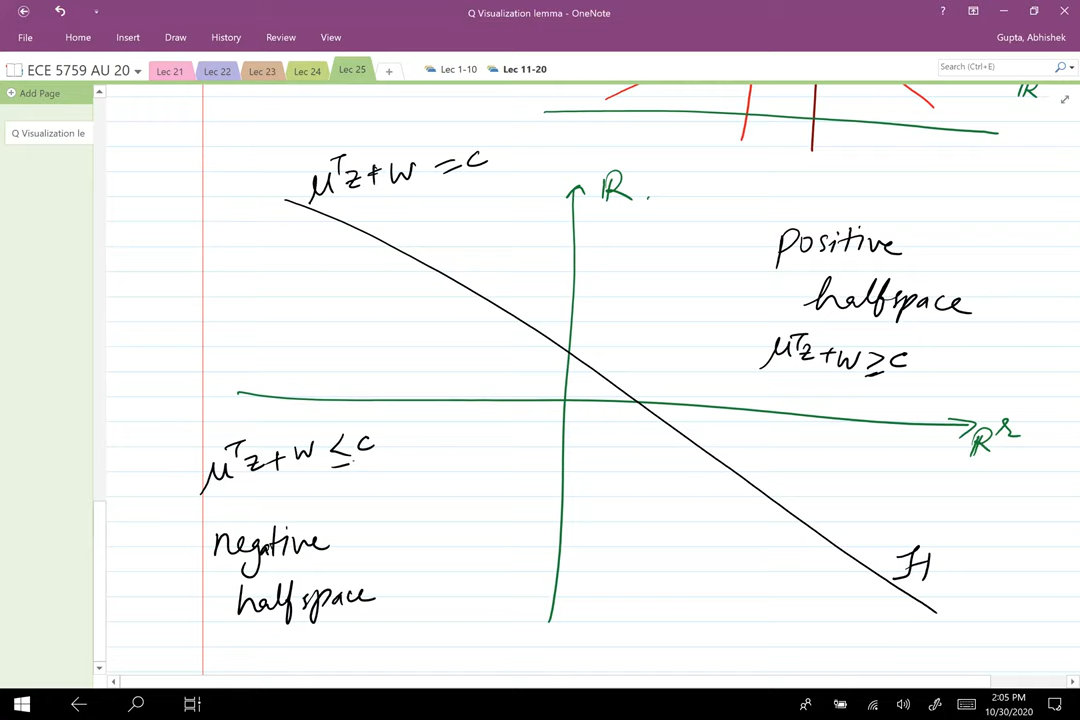 Q Visualization lemma - OneNote
?
File
Home
Insert
Draw
History
Review
View
Gupta, Abhishek
ECE 5759 AU 20
Lec 21
Lec 22
Lec 23
Lec 24
Lec 25
+
Lec 1-10
Lec 11-20
Search (Ctrl+E)
Add Page
Q Visualization le
ℝ
μᵀz + w = c
ℝ
positive
halfspace
μᵀz + w ≥ c
ℝʳ
μᵀz + w ≤ c
negative
halfspace
H
2:05 PM
10/30/2020